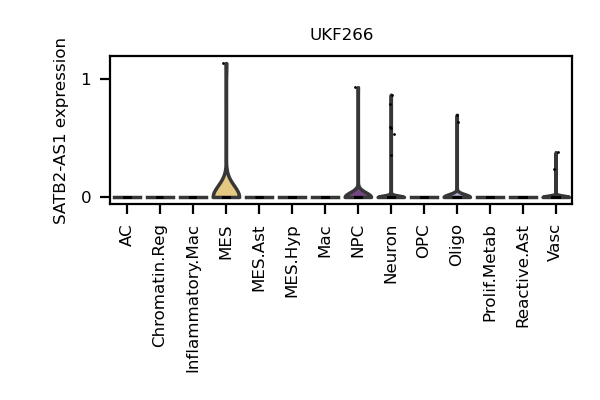 UKF266
SATB2-AS1 expression
1
0
AC
Chromatin.Reg
Inflammatory.Mac
MES
MES.Ast
MES.Hyp
Mac
NPC
Neuron
OPC
Oligo
Prolif.Metab
Reactive.Ast
Vasc